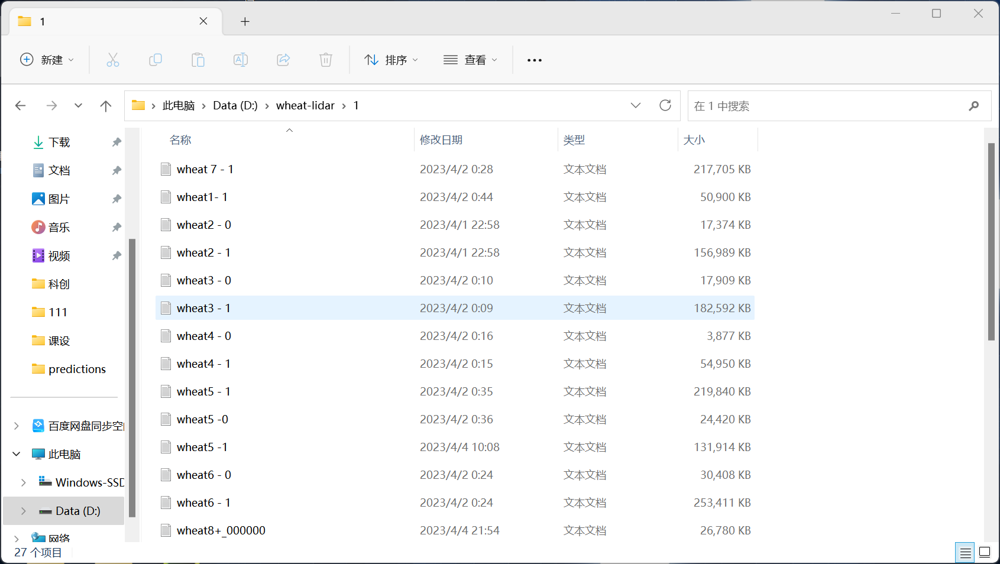 1
新建
排序
查看
此电脑 Data (D:) wheat-lidar 1
在 1 中搜索
下载
文档
图片
音乐
视频
科创
111
课设
predictions
百度网盘同步空
此电脑
Windows-SSD
Data (D:)
网络
名称 修改日期 类型 大小
wheat 7 - 1 2023/4/2 0:28 文本文档 217,705 KB
wheat1- 1 2023/4/2 0:44 文本文档 50,900 KB
wheat2 - 0 2023/4/1 22:58 文本文档 17,374 KB
wheat2 - 1 2023/4/1 22:58 文本文档 156,989 KB
wheat3 - 0 2023/4/2 0:10 文本文档 17,909 KB
wheat3 - 1 2023/4/2 0:09 文本文档 182,592 KB
wheat4 - 0 2023/4/2 0:16 文本文档 3,877 KB
wheat4 - 1 2023/4/2 0:15 文本文档 54,950 KB
wheat5 - 1 2023/4/2 0:35 文本文档 219,840 KB
wheat5 -0 2023/4/2 0:36 文本文档 24,420 KB
wheat5 -1 2023/4/4 10:08 文本文档 131,914 KB
wheat6 - 0 2023/4/2 0:24 文本文档 30,408 KB
wheat6 - 1 2023/4/2 0:24 文本文档 253,411 KB
wheat8+_000000 2023/4/4 21:54 文本文档 26,780 KB
27 个项目